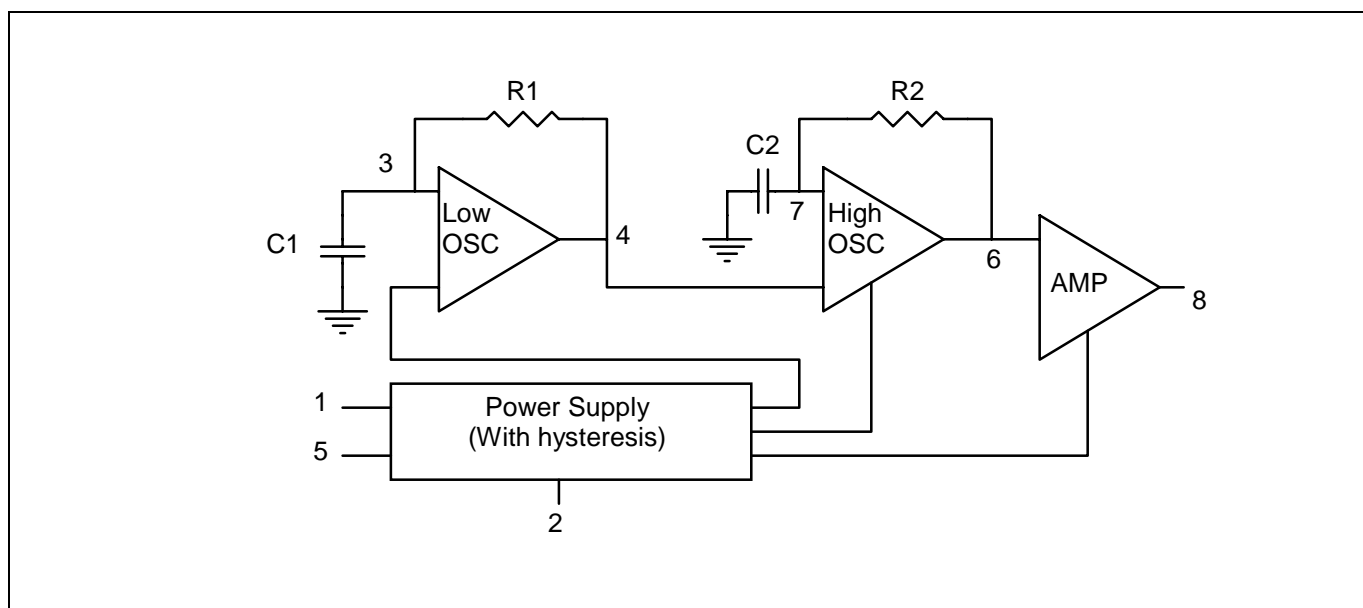 R1
R2
C2
3
Low
OSC
4
7
High
OSC
6
C1
AMP
8
1
5
Power Supply
(With hysteresis)
2